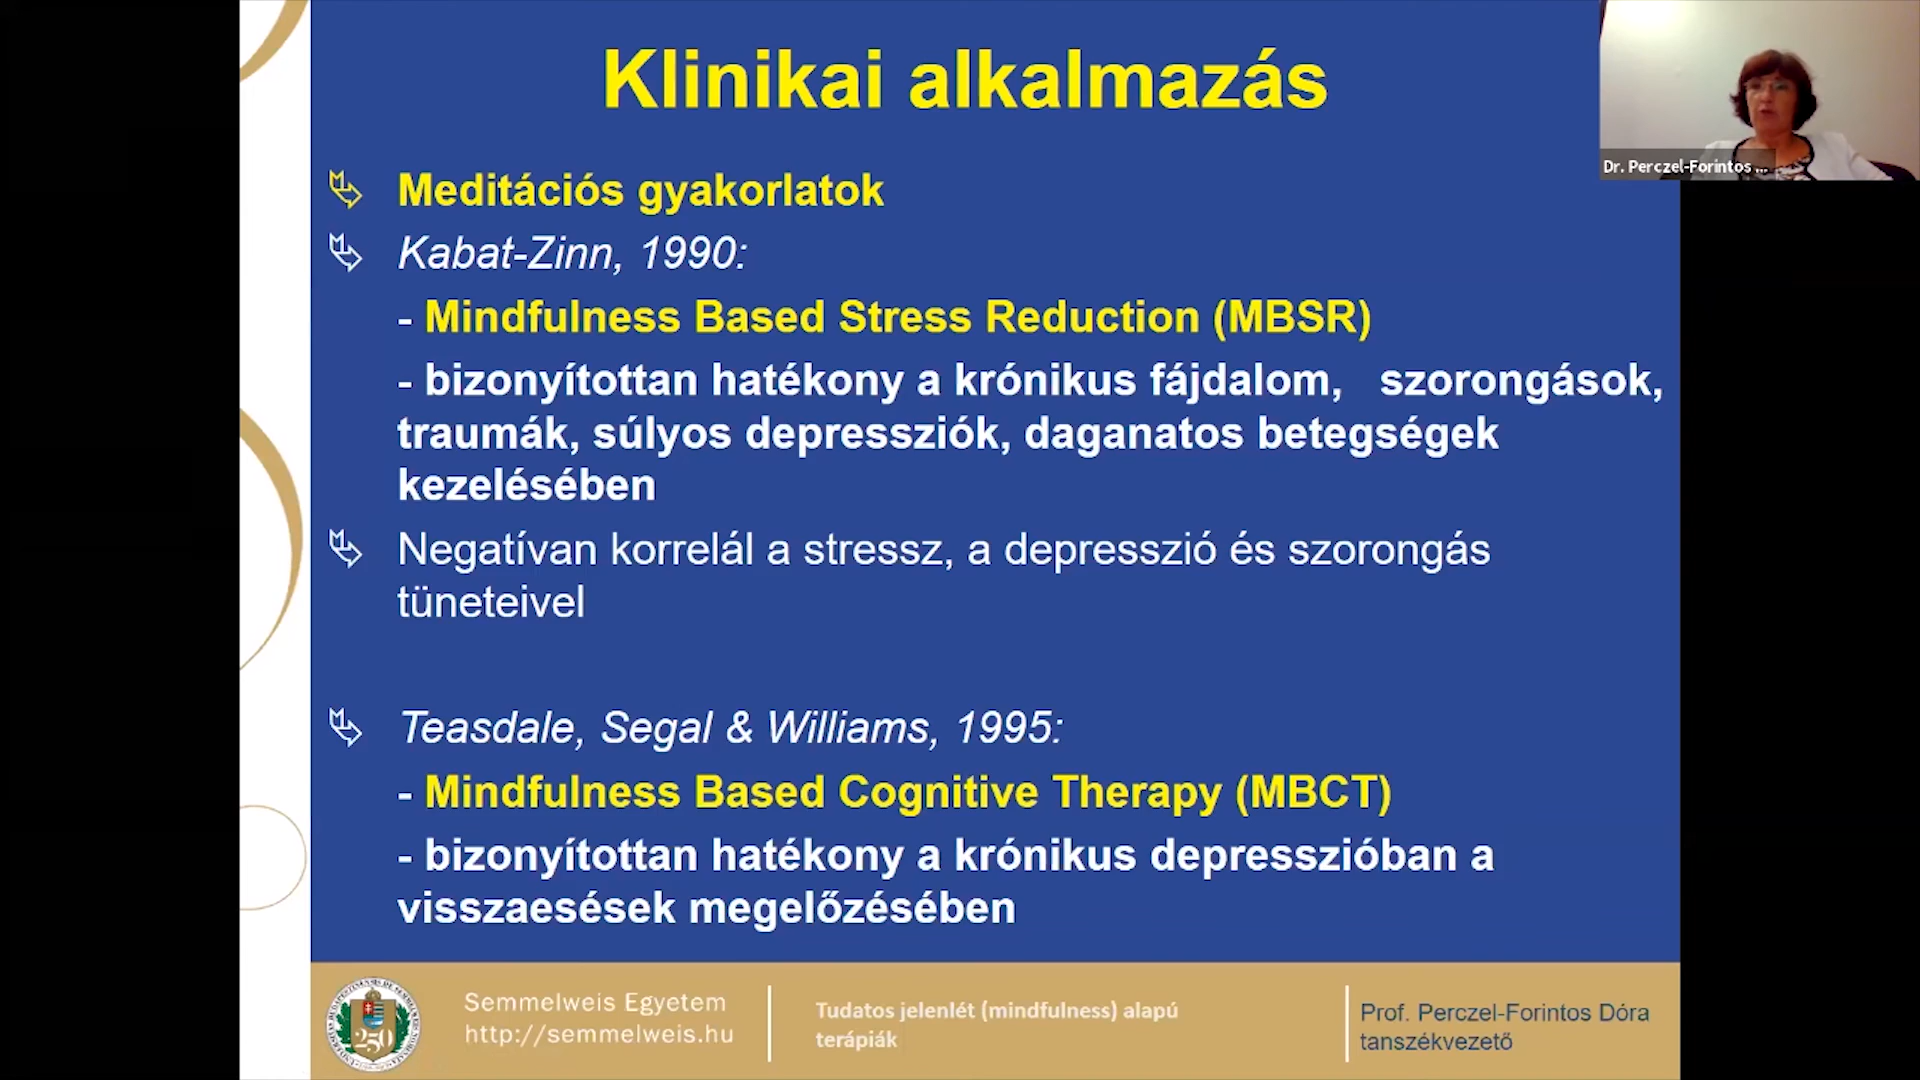 Klinikai alkalmazás
Dr. Perczel-Forintos ...
Meditációs gyakorlatok
Kabat-Zinn, 1990:
- Mindfulness Based Stress Reduction (MBSR)
- bizonyítottan hatékony a krónikus fájdalom, szorongások,
traumák, súlyos depressziók, daganatos betegségek
kezelésében
Negatívan korrelál a stressz, a depresszió és szorongás
tüneteivel
Teasdale, Segal & Williams, 1995:
- Mindfulness Based Cognitive Therapy (MBCT)
- bizonyítottan hatékony a krónikus depresszióban a
visszaesések megelőzésében
250
Semmelweis Egyetem
http://semmelweis.hu
Tudatos jelenlét (mindfulness) alapú
terápiák
Prof. Perczel-Forintos Dóra
tanszékvezető